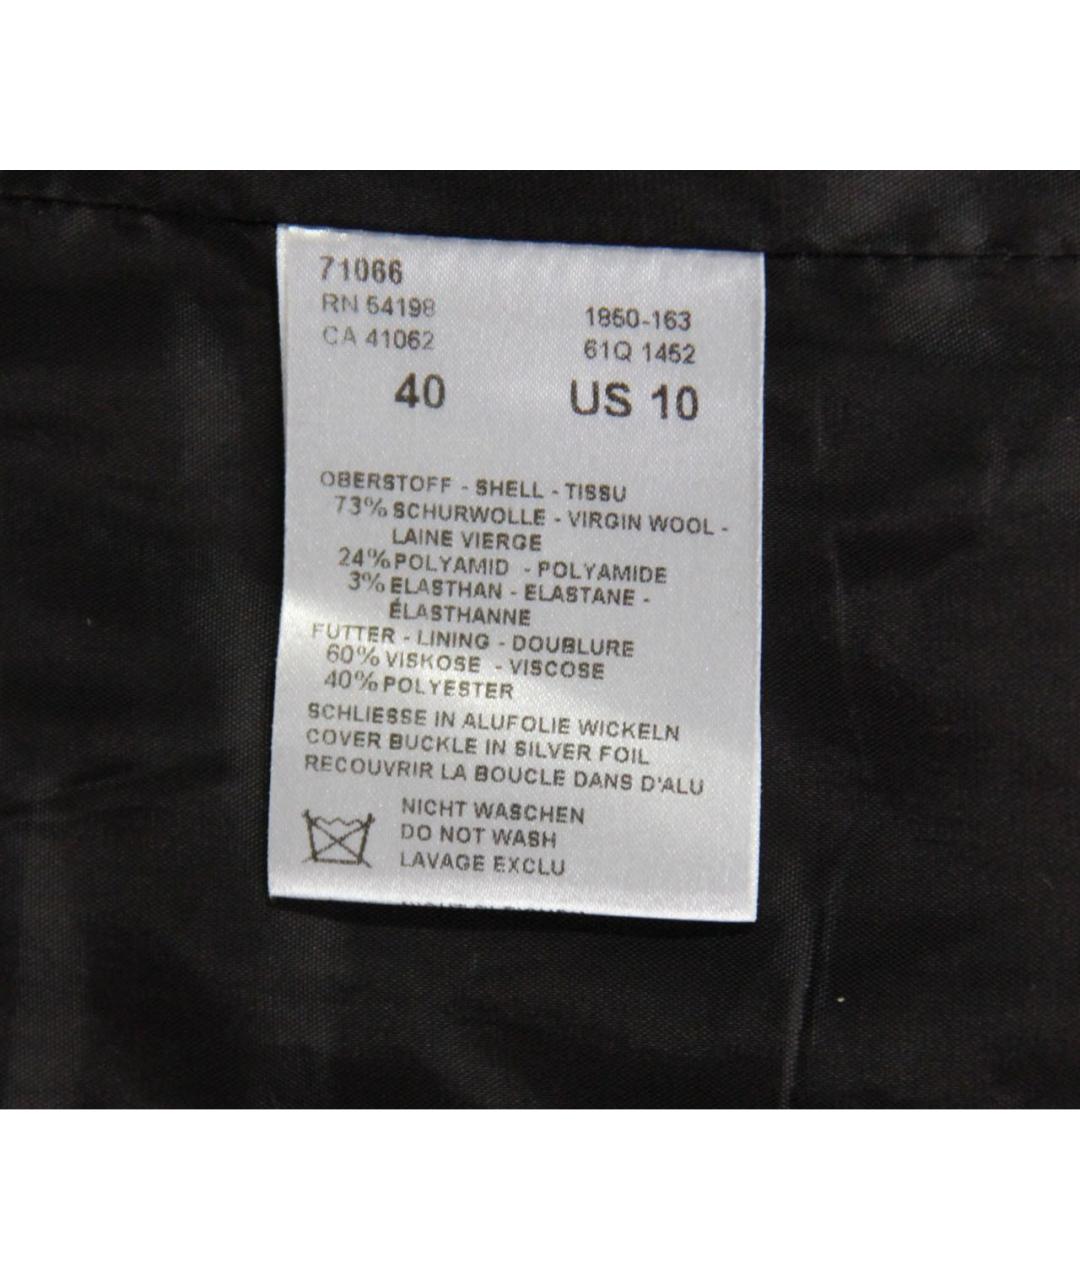 71066
RN 54198
CA 41062
1850-163
61Q 1452
40 US 10
OBERSTOFF - SHELL - TISSU
73% SCHURWOLLE - VIRGIN WOOL -
LAINE VIERGE
24% POLYAMID - POLYAMIDE
3% ELASTHAN - ELASTANE -
ÉLASTHANNE
FUTTER - LINING - DOUBLURE
60% VISKOSE - VISCOSE
40% POLYESTER
SCHLIESSE IN ALUFOLIE WICKELN
COVER BUCKLE IN SILVER FOIL
RECOUVRIR LA BOUCLE DANS D'ALU
NICHT WASCHEN
DO NOT WASH
LAVAGE EXCLU